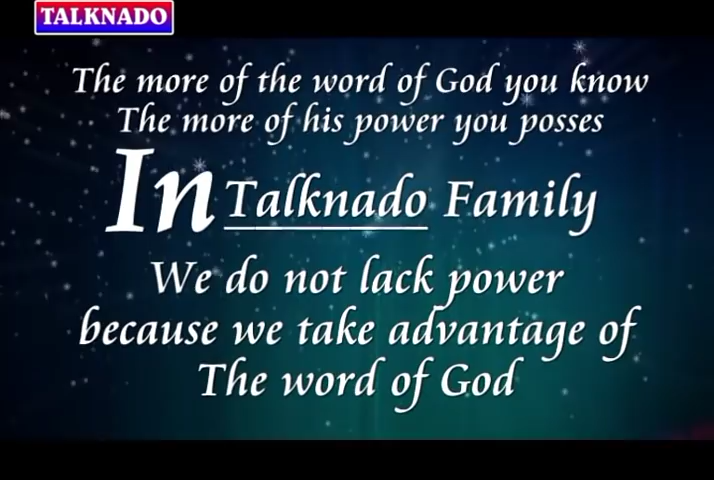 TALKNADO
The more of the word of God you know
The more of his power you posses
In Talknado Family
We do not lack power
because we take advantage of
The word of God